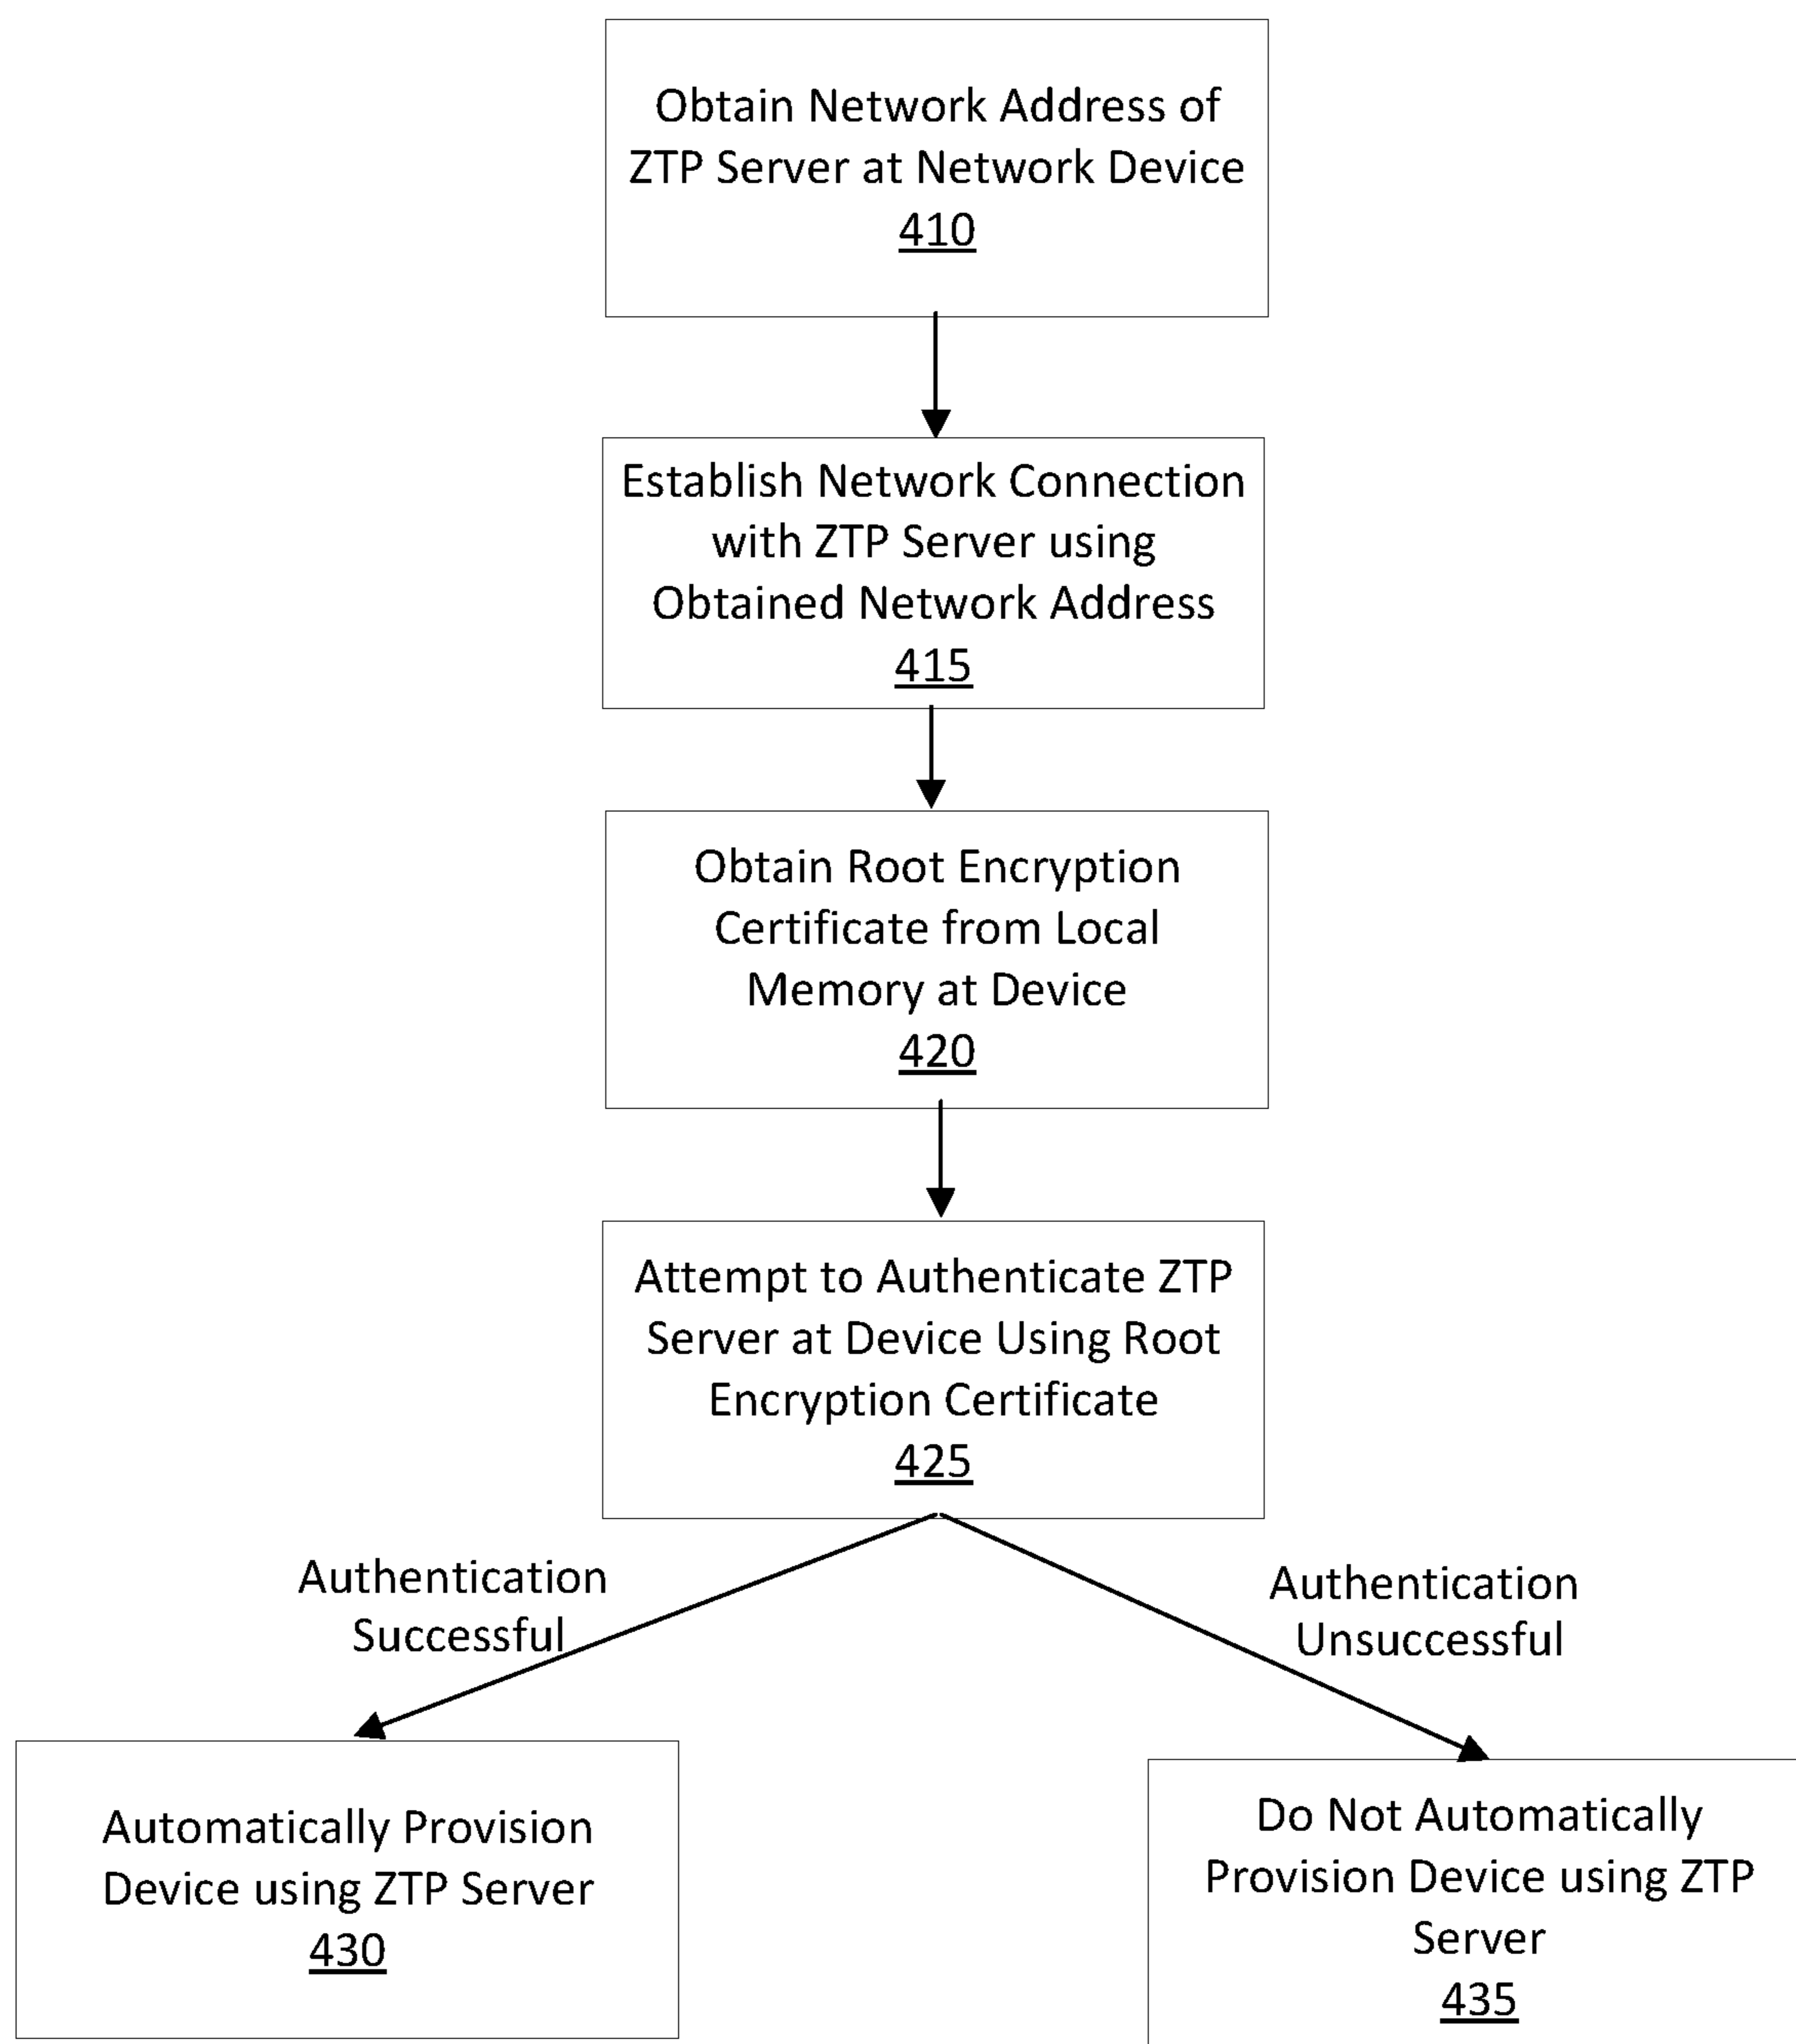 Obtain Network Address of
ZTP Server at Network Device
410
Establish Network Connection
with ZTP Server using
Obtained Network Address
415
Obtain Root Encryption
Certificate from Local
Memory at Device
420
Attempt to Authenticate ZTP
Server at Device Using Root
Encryption Certificate
425
Authentication
Successful
Authentication
Unsuccessful
Automatically Provision
Device using ZTP Server
430
Do Not Automatically
Provision Device using ZTP
Server
435